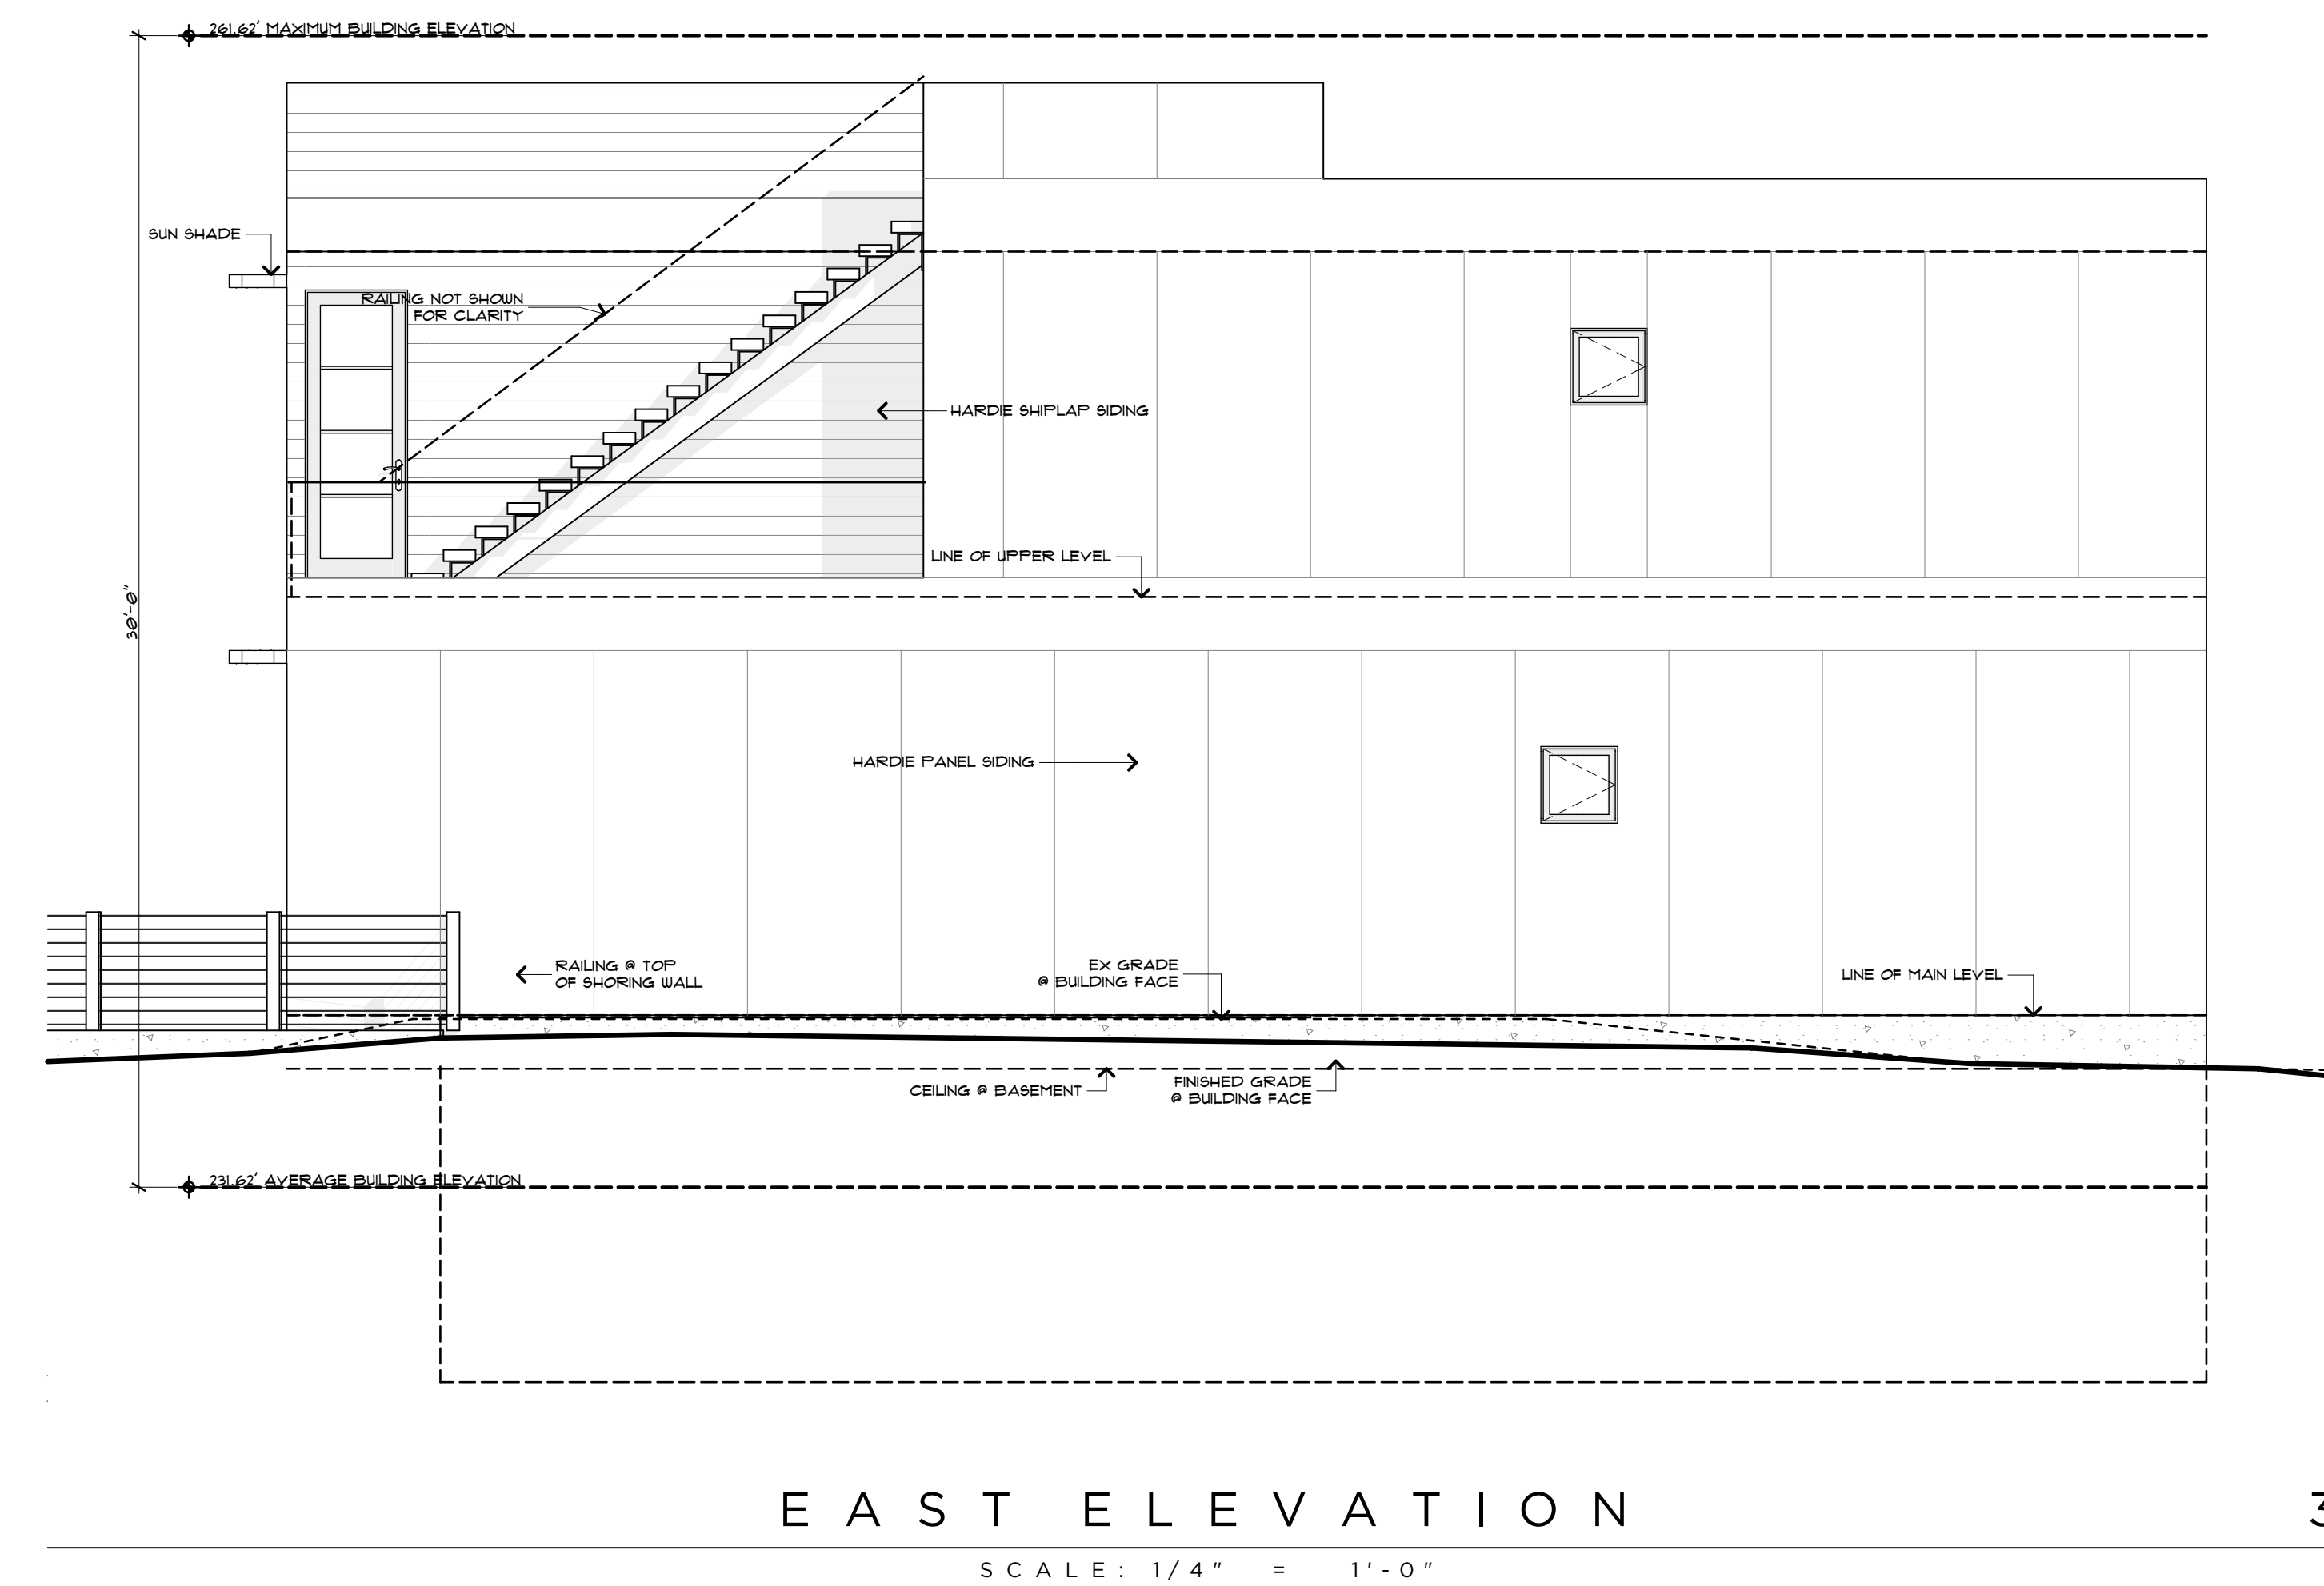 261.62' MAXIMUM BUILDING ELEVATION
SUN SHADE
RAILING NOT SHOWN
FOR CLARITY
HARDIE SHIPLAP SIDING
LINE OF UPPER LEVEL
30'-0"
HARDIE PANEL SIDING
RAILING @ TOP
OF SHORING WALL
EX GRADE
@ BUILDING FACE
LINE OF MAIN LEVEL
CEILING @ BASEMENT
FINISHED GRADE
@ BUILDING FACE
231.62' AVERAGE BUILDING ELEVATION
EAST ELEVATION
SCALE: 1/4" = 1'-0"